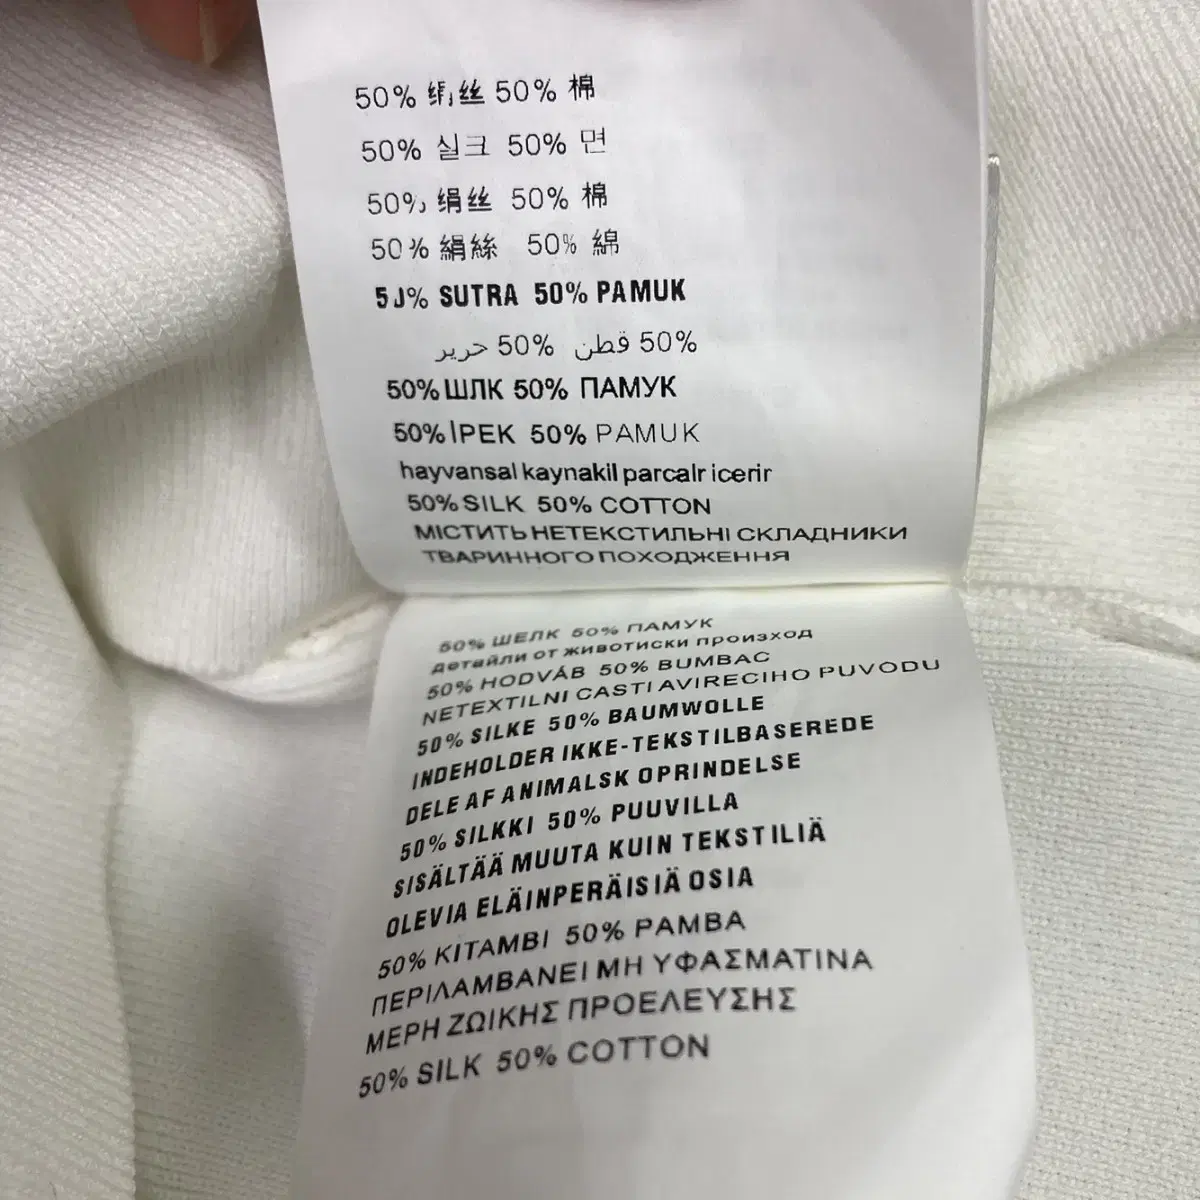 50% 绢丝 50% 棉
50% 실크 50% 면
50% 绢丝 50% 棉
50% 絹絲 50% 綿
50% SUTRA 50% PAMUK
50% قطن 50% حرير
50% ШЛК 50% ПАМУК
50% IPEK 50% PAMUK
hayvansal kaynakil parcalr icerir
50% SILK 50% COTTON
МІСТИТЬ НЕТЕКСТИЛЬНІ СКЛАДНИКИ
ТВАРИННОГО ПОХОДЖЕННЯ
50% ШЕЛК 50% ПАМУК
детайли от животиски произход
50% HODVÁB 50% BUMBAC
NETEXTILNI CASTI AVIRECIHO PUVODU
50% SILKE 50% BAUMWOLLE
INDEHOLDER IKKE-TEKSTILBASEREDE
DELE AF ANIMALSK OPRINDELSE
50% SILKKI 50% PUUVILLA
SISÄLTÄÄ MUUTA KUIN TEKSTILIÄ
OLEVIA ELÄINPERÄISIÄ OSIA
50% KITAMBI 50% PAMBA
ΠΕΡΙΛΑΜΒΑΝΕΙ ΜΗ ΥΦΑΣΜΑΤΙΝΑ
ΜΕΡΗ ΖΩΙΚΗΣ ΠΡΟΕΛΕΥΣΗΣ
50% SILK 50% COTTON